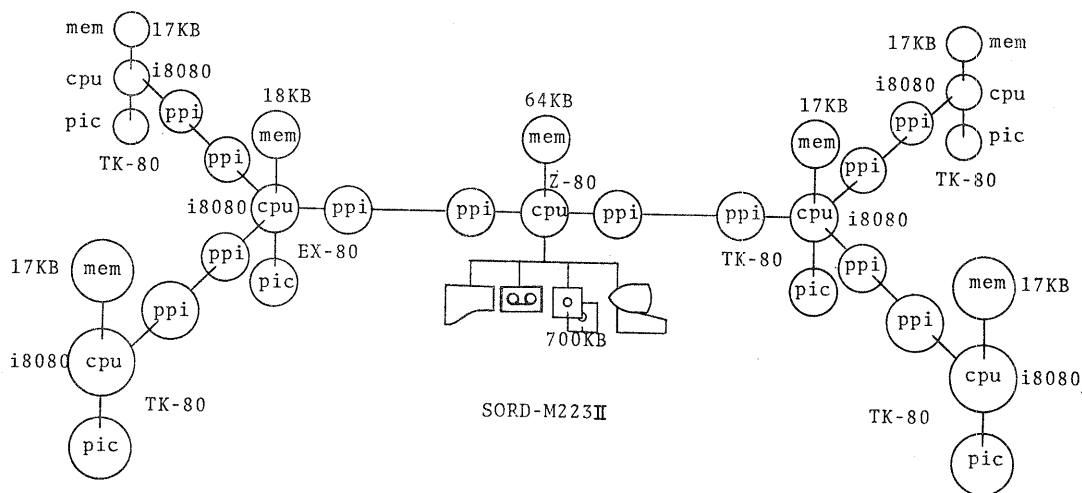 mem 17KB
cpu i8080
ppi
pic
TK-80
ppi
18KB
mem
i8080 cpu ppi
EX-80
ppi
pic
17KB mem
ppi
i8080 cpu
TK-80
pic
64KB
mem
Z-80
ppi cpu ppi
700KB
SORD-M223Ⅱ
17KB mem
i8080 cpu
ppi
pic
TK-80
17KB
mem
ppi
ppi cpu i8080
TK-80
ppi
pic
mem 17KB
ppi
cpu i8080
TK-80
pic